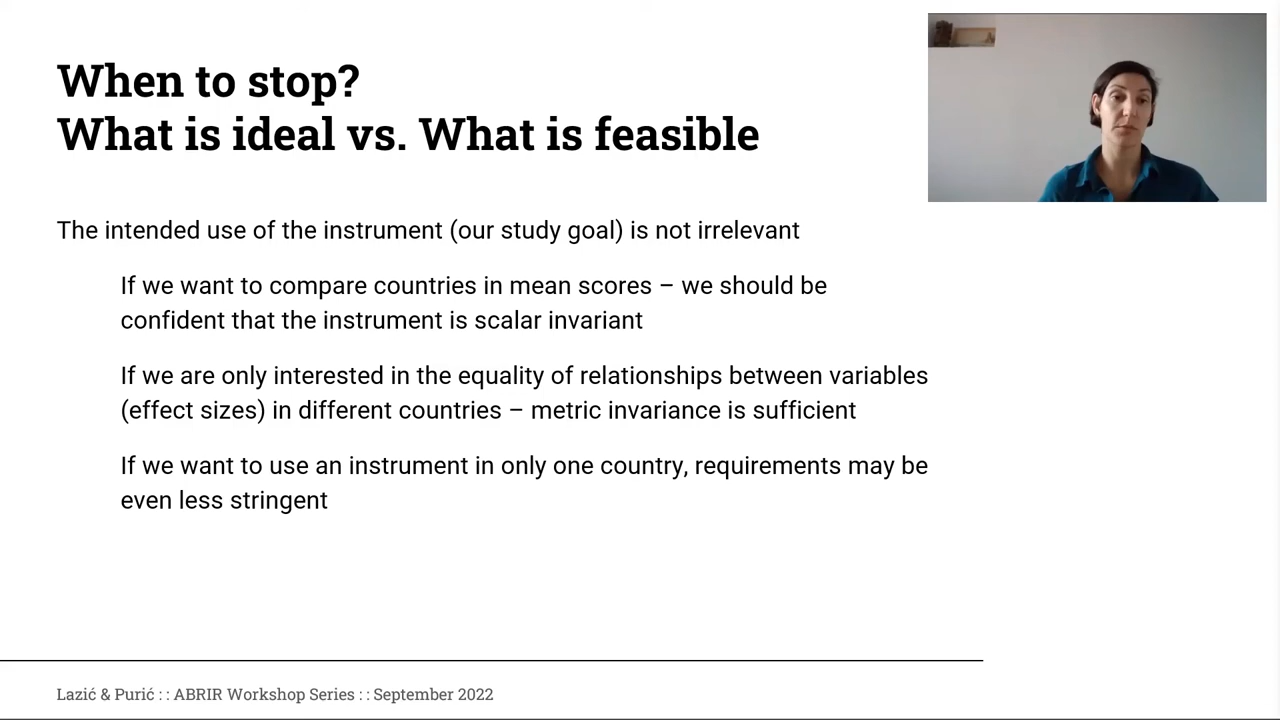 When to stop?
What is ideal vs. What is feasible
The intended use of the instrument (our study goal) is not irrelevant
If we want to compare countries in mean scores – we should be
confident that the instrument is scalar invariant
If we are only interested in the equality of relationships between variables
(effect sizes) in different countries – metric invariance is sufficient
If we want to use an instrument in only one country, requirements may be
even less stringent
Lazić & Purić : : ABRIR Workshop Series : : September 2022